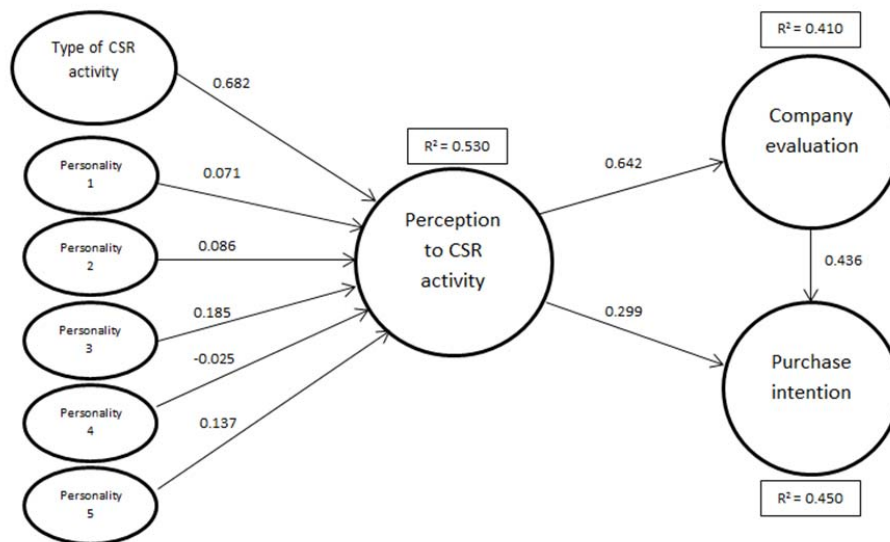 Type of CSR
activity
0.682
Personality
1
0.071
Personality
2
0.086
Personality
3
0.185
Personality
4
-0.025
Personality
5
0.137
R² = 0.530
Perception
to CSR
activity
0.642
0.299
R² = 0.410
Company
evaluation
0.436
Purchase
intention
R² = 0.450